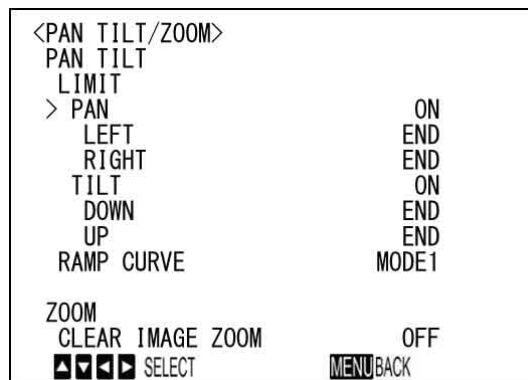 <PAN TILT/ZOOM>
PAN TILT
LIMIT
> PAN ON
LEFT END
RIGHT END
TILT ON
DOWN END
UP END
RAMP CURVE MODE1
ZOOM
CLEAR IMAGE ZOOM OFF
▲▼◀▶ SELECT MENU BACK